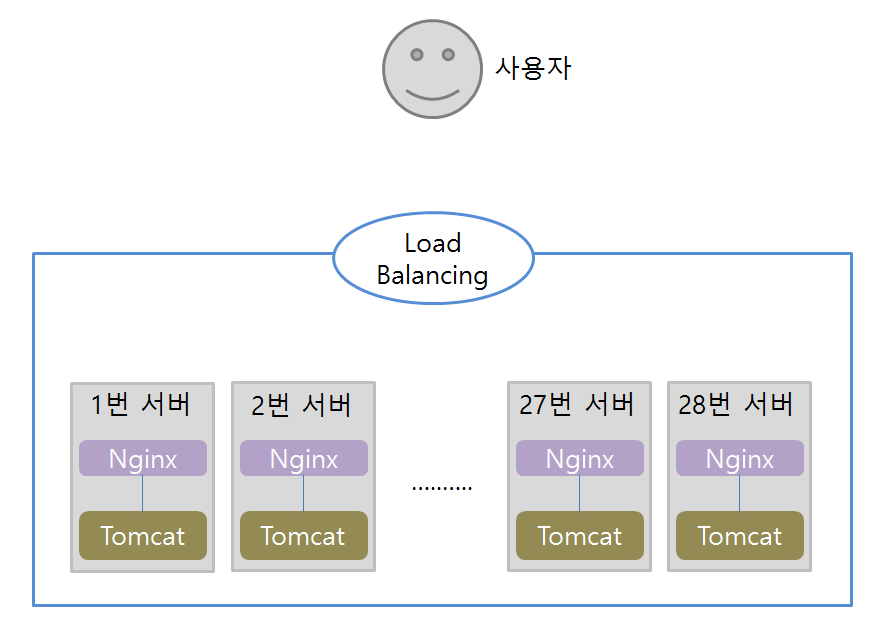 사용자
Load
Balancing
1번 서버
2번 서버
27번 서버
28번 서버
Nginx
Nginx
Nginx
Nginx
..........
Tomcat
Tomcat
Tomcat
Tomcat